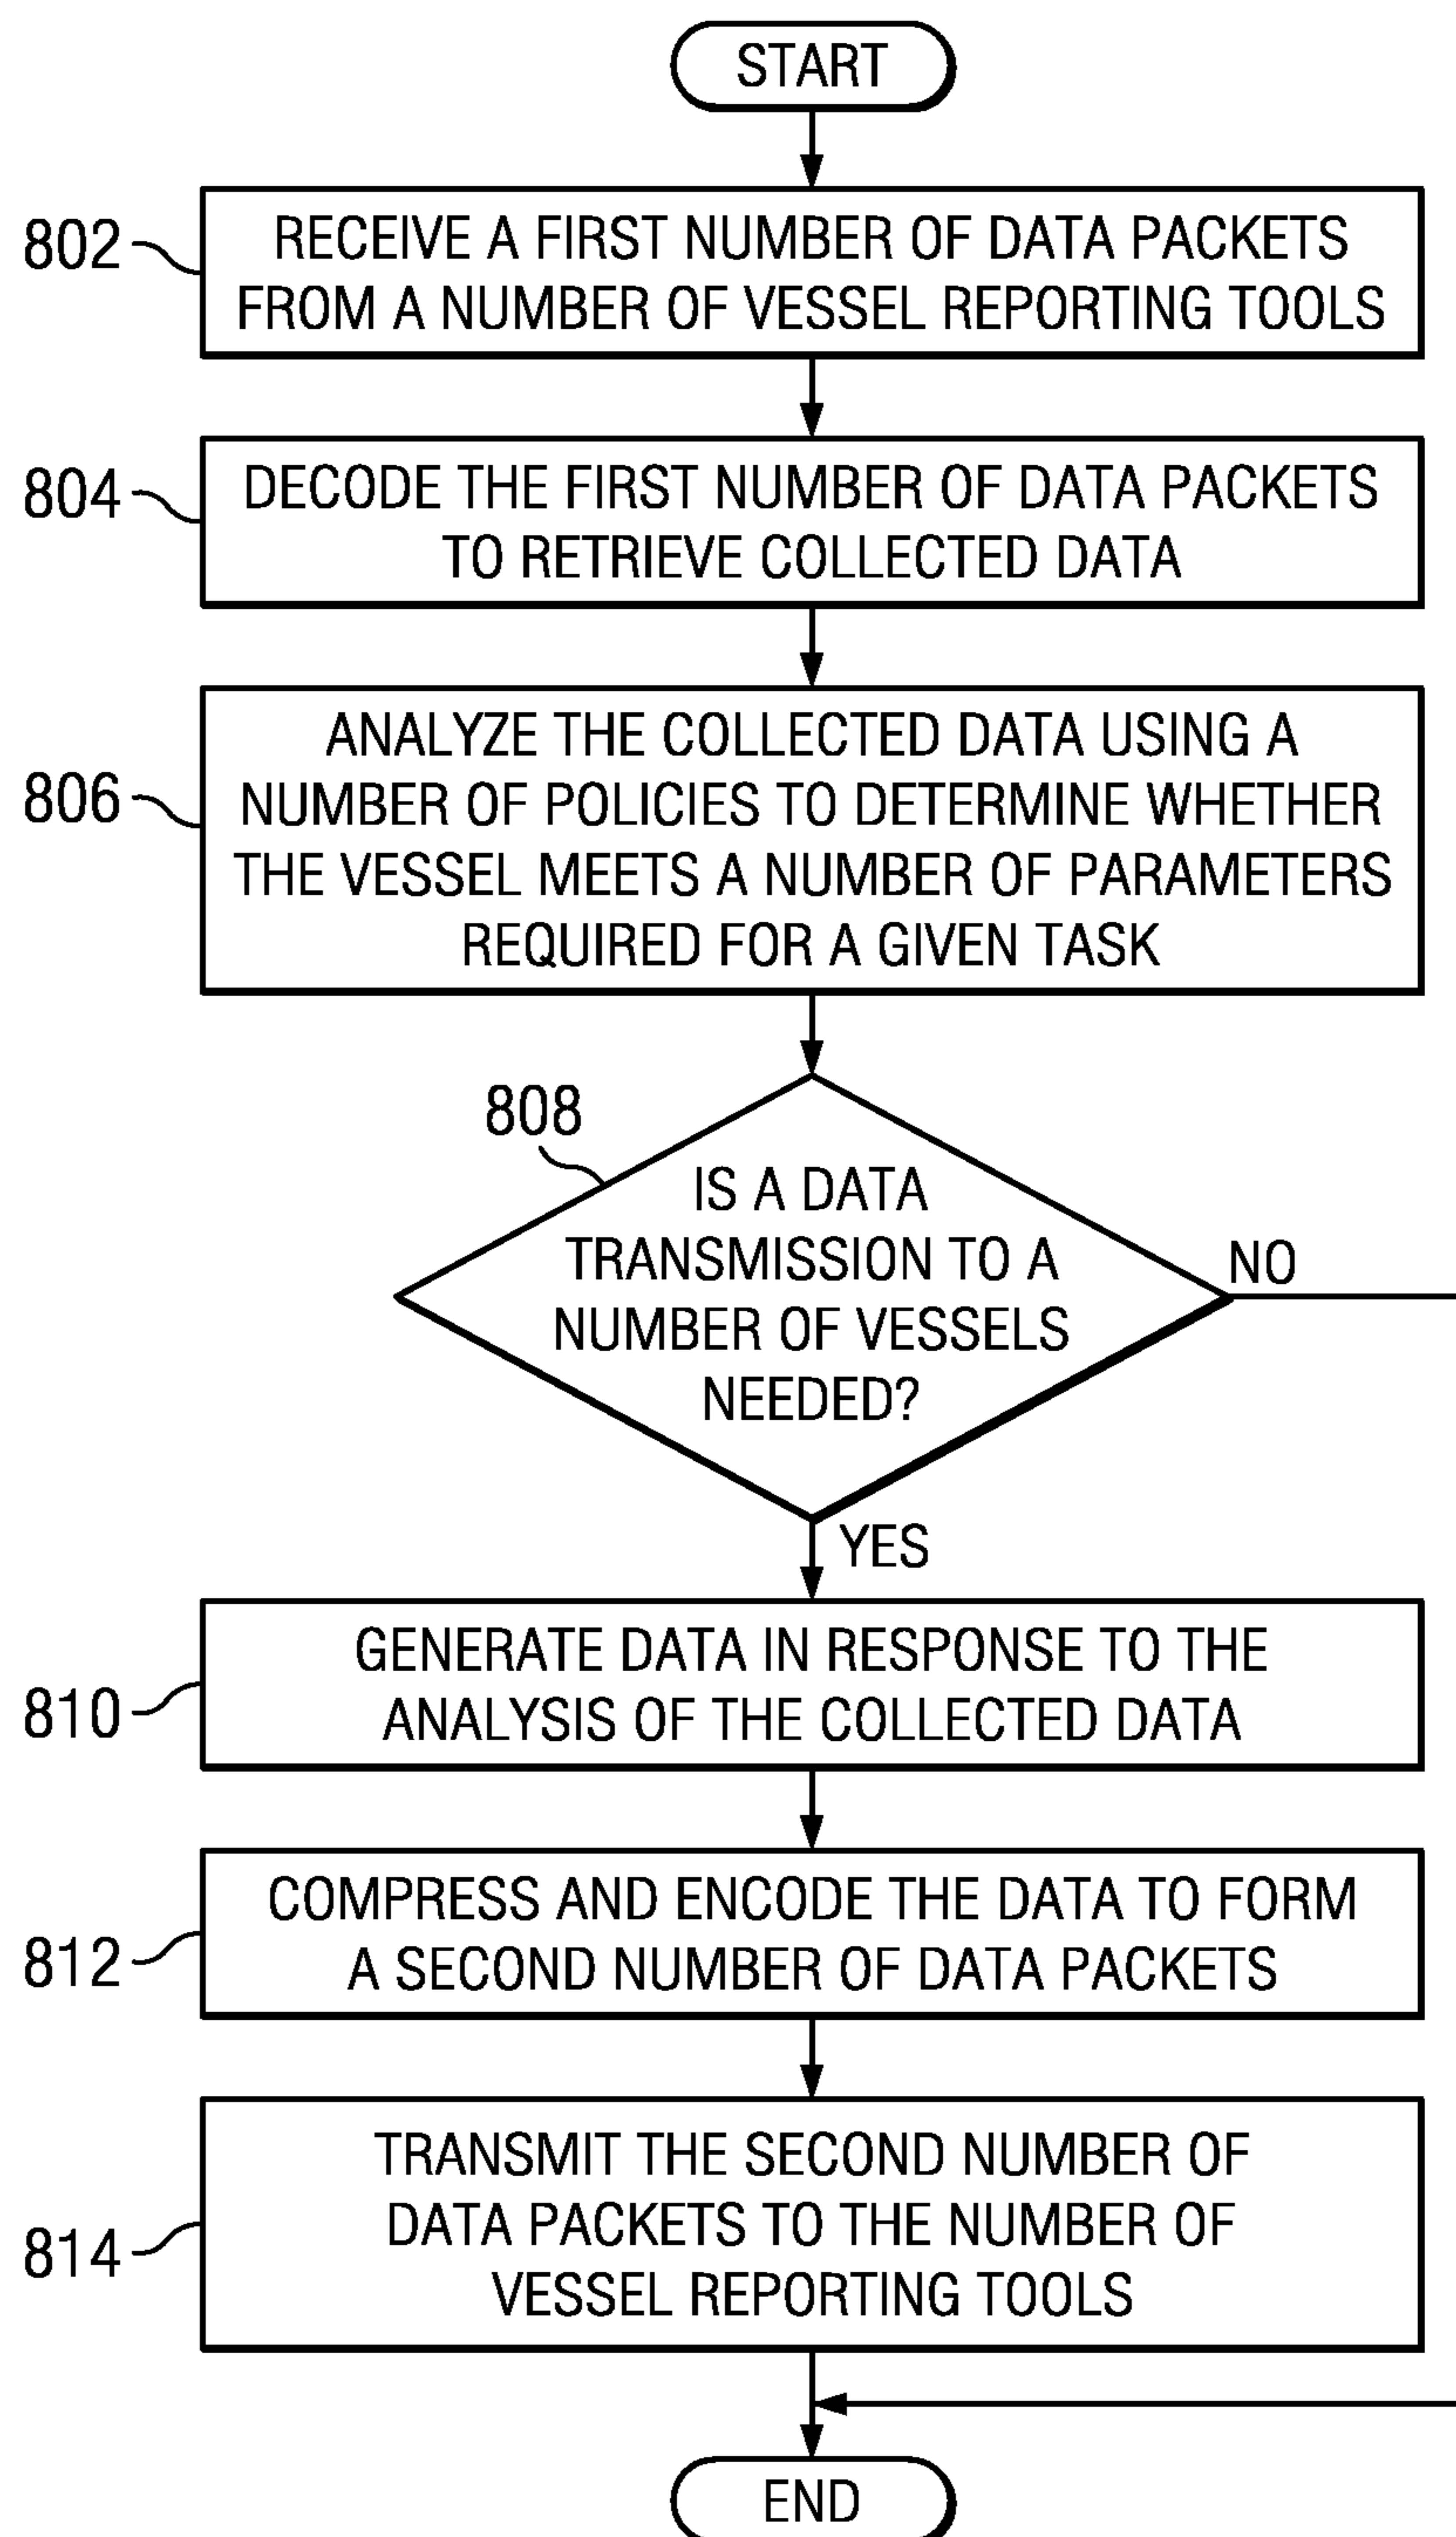 START
802
RECEIVE A FIRST NUMBER OF DATA PACKETS
FROM A NUMBER OF VESSEL REPORTING TOOLS
804
DECODE THE FIRST NUMBER OF DATA PACKETS
TO RETRIEVE COLLECTED DATA
806
ANALYZE THE COLLECTED DATA USING A
NUMBER OF POLICIES TO DETERMINE WHETHER
THE VESSEL MEETS A NUMBER OF PARAMETERS
REQUIRED FOR A GIVEN TASK
808
IS A DATA
TRANSMISSION TO A
NUMBER OF VESSELS
NEEDED?
NO
YES
810
GENERATE DATA IN RESPONSE TO THE
ANALYSIS OF THE COLLECTED DATA
812
COMPRESS AND ENCODE THE DATA TO FORM
A SECOND NUMBER OF DATA PACKETS
814
TRANSMIT THE SECOND NUMBER OF
DATA PACKETS TO THE NUMBER OF
VESSEL REPORTING TOOLS
END